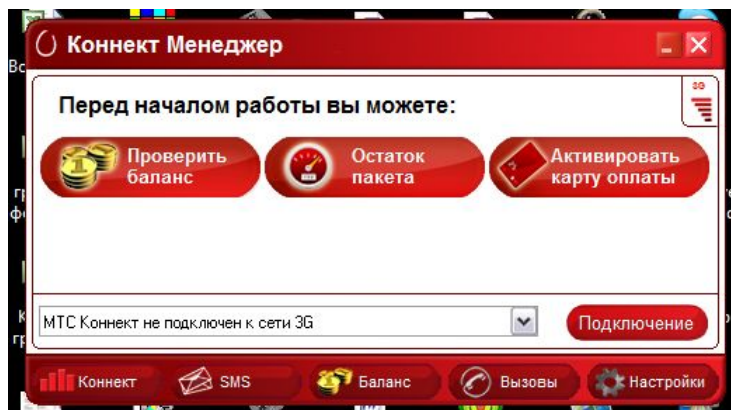 Коннект Менеджер
Перед началом работы вы можете:
3G
Проверить
баланс
Остаток
пакета
Активировать
карту оплаты
МТС Коннект не подключен к сети 3G
Подключение
Коннект
SMS
Баланс
Вызовы
Настройки